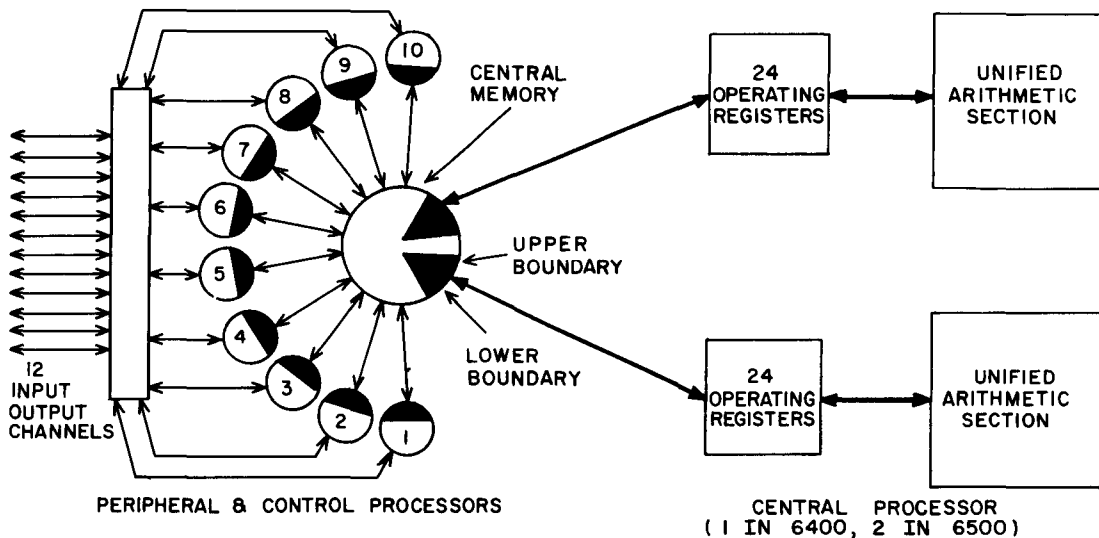 10
9
8
7
6
5
4
3
2
1
CENTRAL
MEMORY
24
OPERATING
REGISTERS
UNIFIED
ARITHMETIC
SECTION
UPPER
BOUNDARY
LOWER
BOUNDARY
24
OPERATING
REGISTERS
UNIFIED
ARITHMETIC
SECTION
12
INPUT
OUTPUT
CHANNELS
PERIPHERAL & CONTROL PROCESSORS
CENTRAL PROCESSOR
( 1 IN 6400, 2 IN 6500)